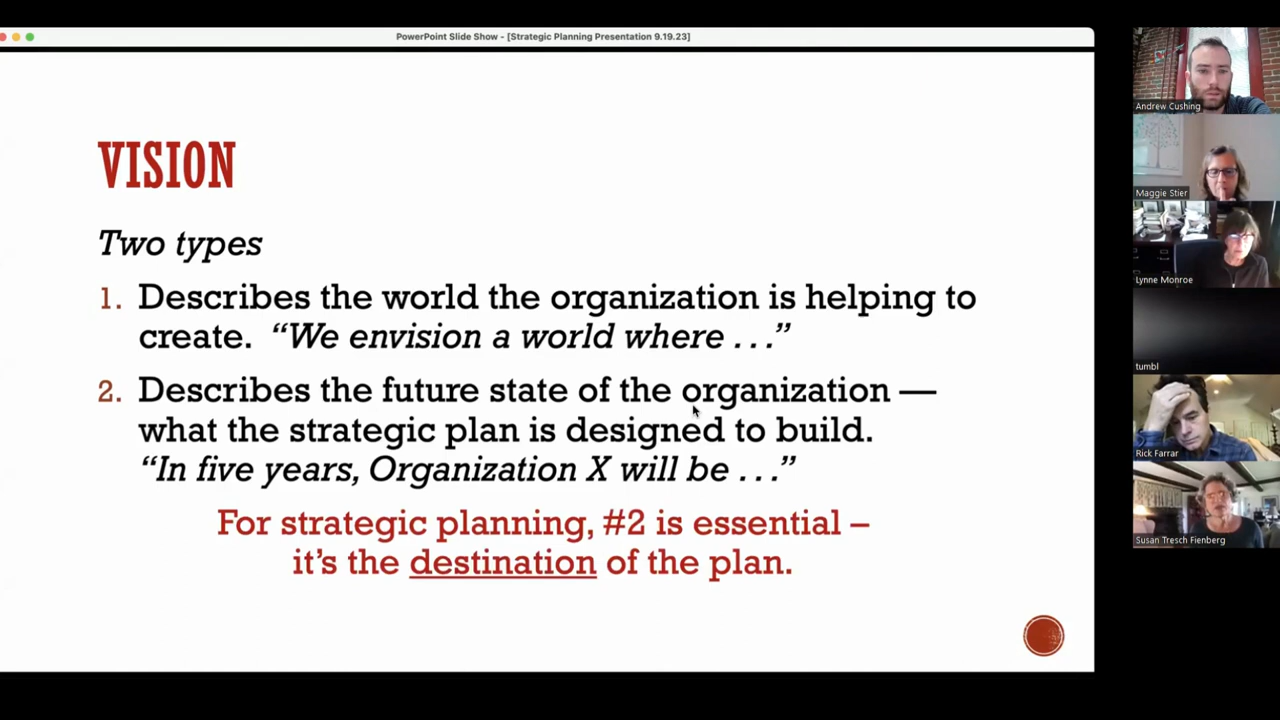 PowerPoint Slide Show - [Strategic Planning Presentation 9.19.23]
VISION
Two types
1. Describes the world the organization is helping to
create. “We envision a world where . . .”
2. Describes the future state of the organization —
what the strategic plan is designed to build.
“In five years, Organization X will be . . .”
For strategic planning, #2 is essential –
it’s the destination of the plan.
Andrew Cushing
Maggie Stier
Lynne Monroe
tumbl
Rick Farrar
Susan Tresch Fienberg